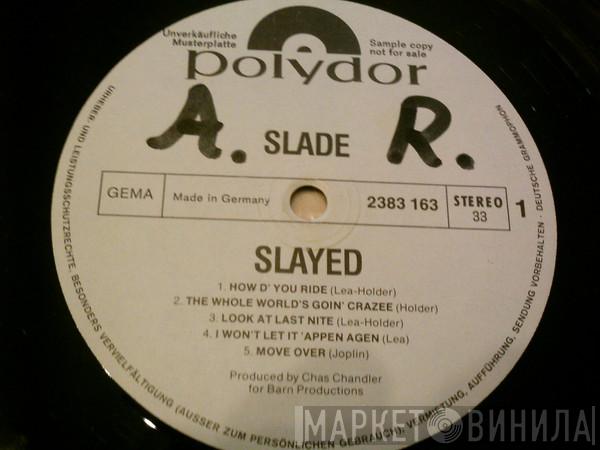 Unverkäufliche
Musterplatte
Sample copy
not for sale
polydor
A. R.
SLADE
GEMA
Made in Germany
2383 163
STEREO
33
1
SLAYED
1. HOW D' YOU RIDE (Lea-Holder)
2. THE WHOLE WORLD'S GOIN' CRAZEE (Holder)
3. LOOK AT LAST NITE (Lea-Holder)
4. I WON'T LET IT 'APPEN AGEN (Lea)
5. MOVE OVER (Joplin)
Produced by Chas Chandler
for Barn Productions
URHEBER- UND LEISTUNGSSCHUTZRECHTE, BESONDERS VERVIELFÄLTIGUNG (AUSSER ZUM PERSÖNLICHEN GEBRAUCH), VERMIETUNG, AUFFÜHRUNG, SENDUNG VORBEHALTEN · DEUTSCHE GRAMMOPHON
МАРКЕТ ВИНИЛА